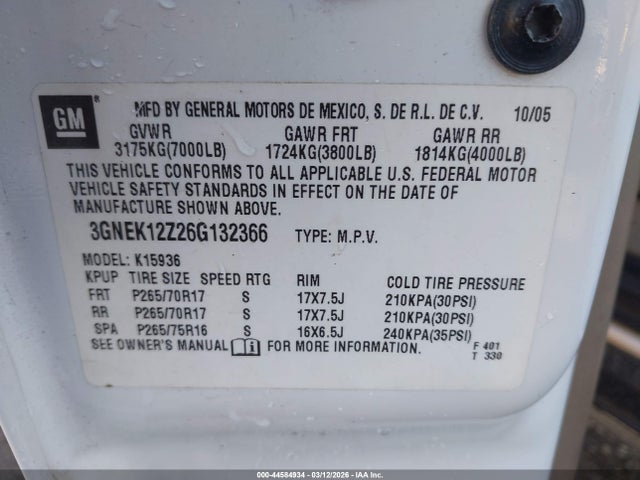 GM ® MFD BY GENERAL MOTORS DE MEXICO, S. DE R.L. DE C.V. 10/05
GVWR GAWR FRT GAWR RR
3175KG(7000LB) 1724KG(3800LB) 1814KG(4000LB)
THIS VEHICLE CONFORMS TO ALL APPLICABLE U.S. FEDERAL MOTOR
VEHICLE SAFETY STANDARDS IN EFFECT ON THE DATE OF
MANUFACTURE SHOWN ABOVE.
3GNEK12Z26G132366 TYPE: M.P.V.
MODEL: K15936
KPUP TIRE SIZE SPEED RTG RIM COLD TIRE PRESSURE
FRT P265/70R17 S 17X7.5J 210KPA(30PSI)
RR P265/70R17 S 17X7.5J 210KPA(30PSI)
SPA P265/75R16 S 16X6.5J 240KPA(35PSI)
SEE OWNER'S MANUAL FOR MORE INFORMATION. F 401
T 330
000-44584934 - 03/12/2026 - IAA Inc.